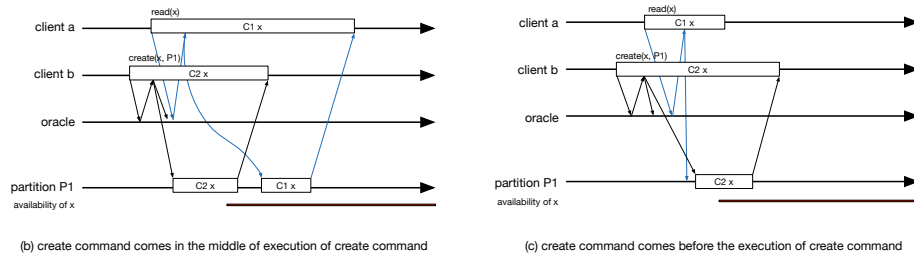 read(x)
client a
C1 x
create(x, P1)
client b
C2 x
oracle
partition P1
C2 x
C1 x
availability of x
(b) create command comes in the middle of execution of create command
read(x)
client a
C1 x
create(x, P1)
client b
C2 x
oracle
partition P1
C2 x
availability of x
(c) create command comes before the execution of create command